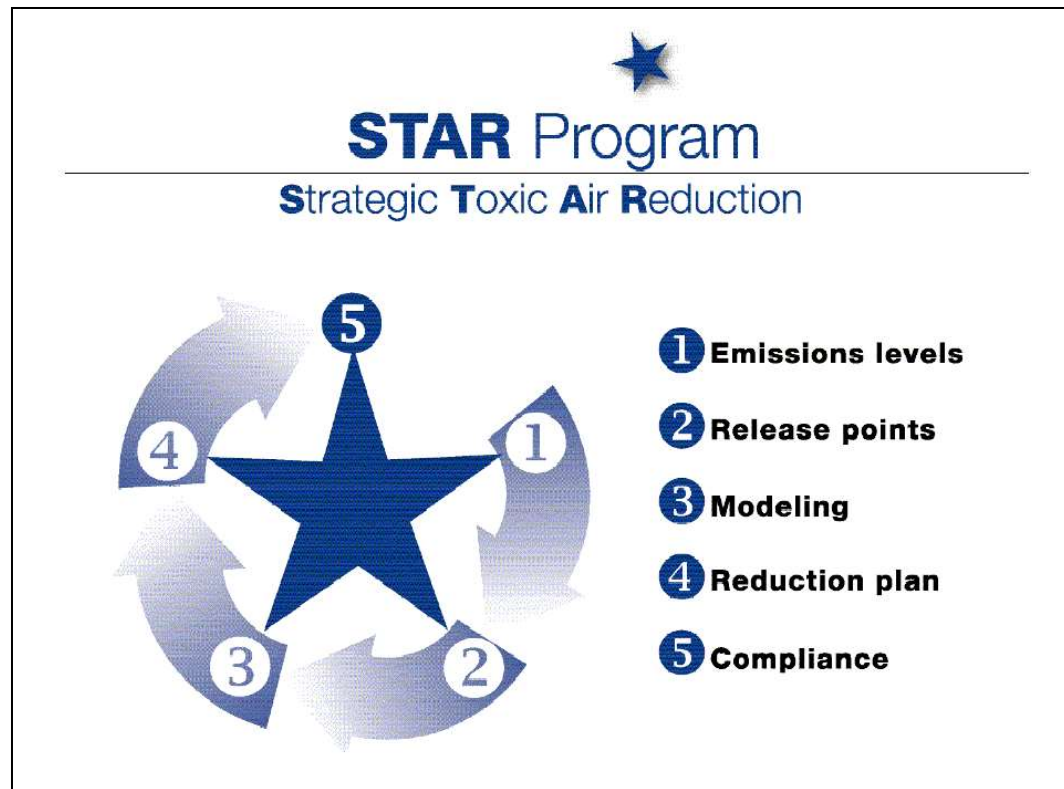 STAR Program
Strategic Toxic Air Reduction
5
4
1
3
2
1 Emissions levels
2 Release points
3 Modeling
4 Reduction plan
5 Compliance